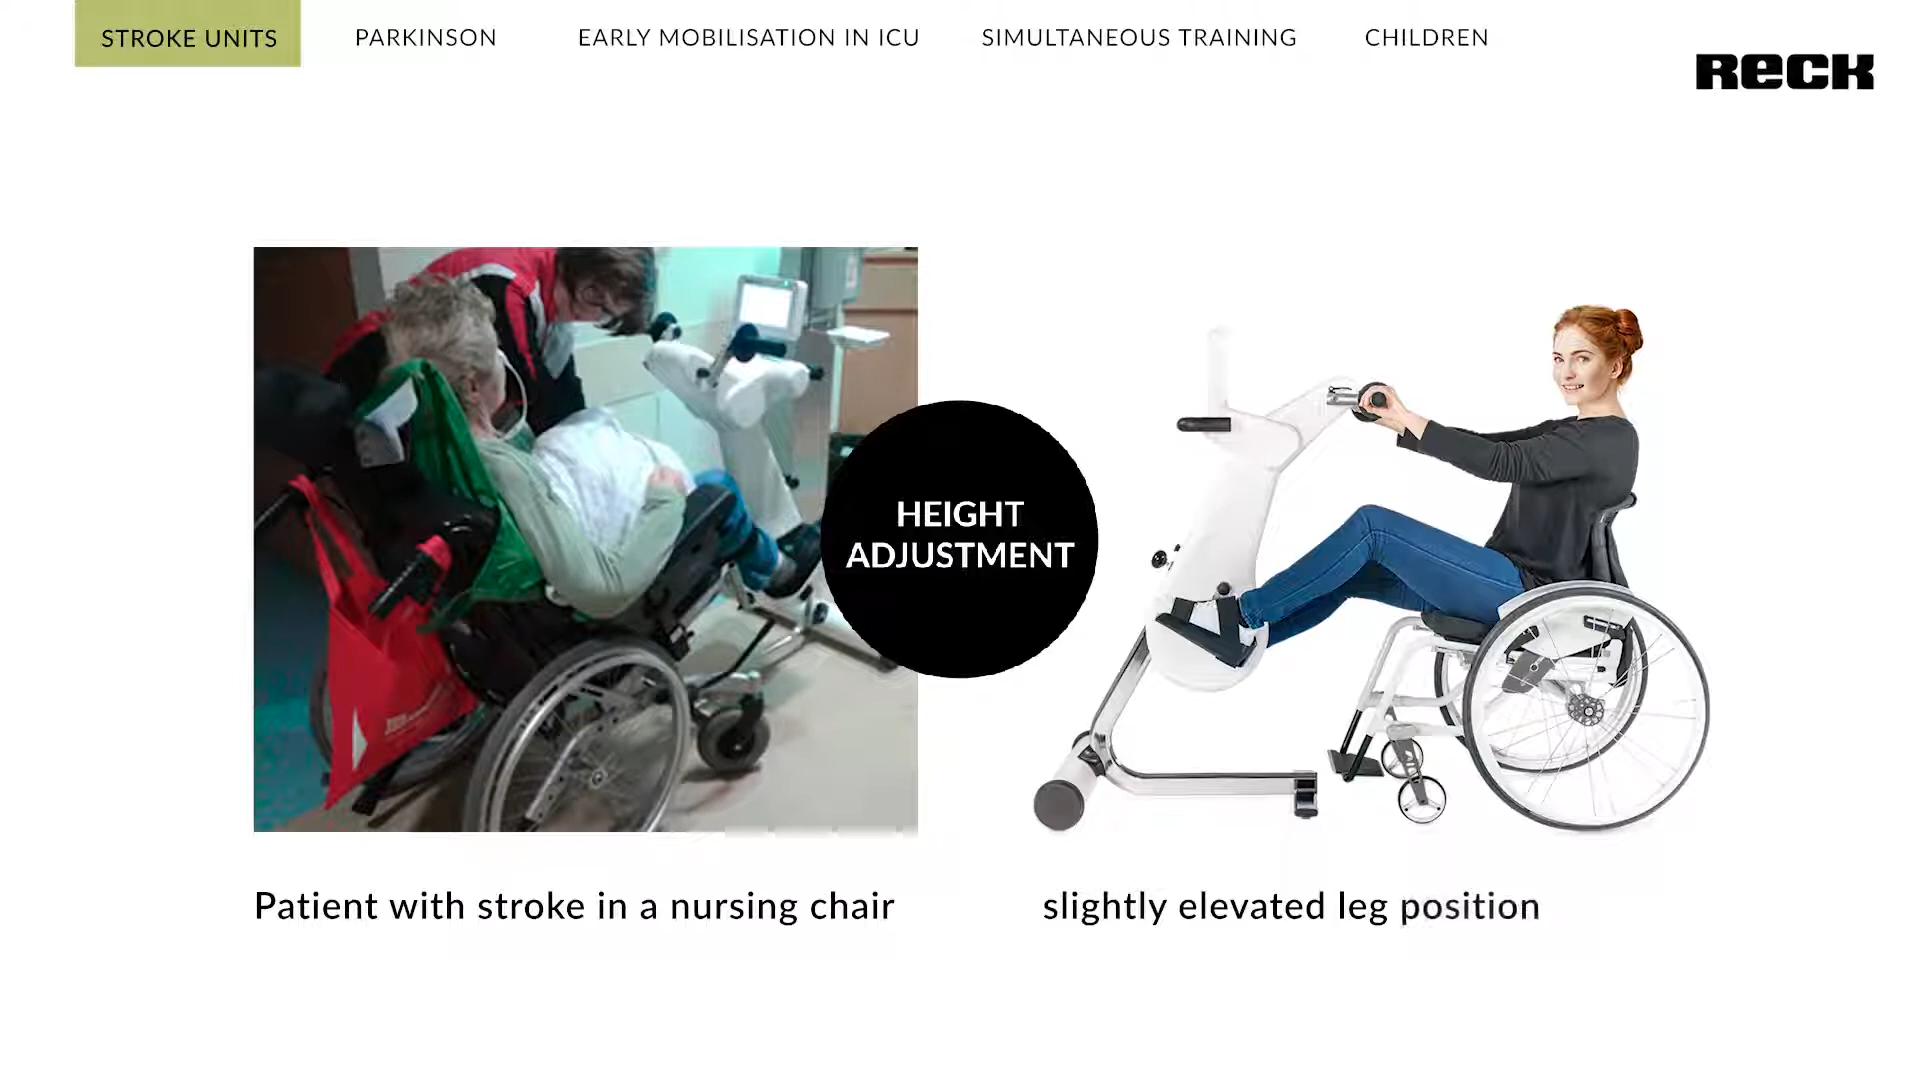 STROKE UNITS
PARKINSON
EARLY MOBILISATION IN ICU
SIMULTANEOUS TRAINING
CHILDREN
RECK
HEIGHT
ADJUSTMENT
Patient with stroke in a nursing chair
slightly elevated leg position